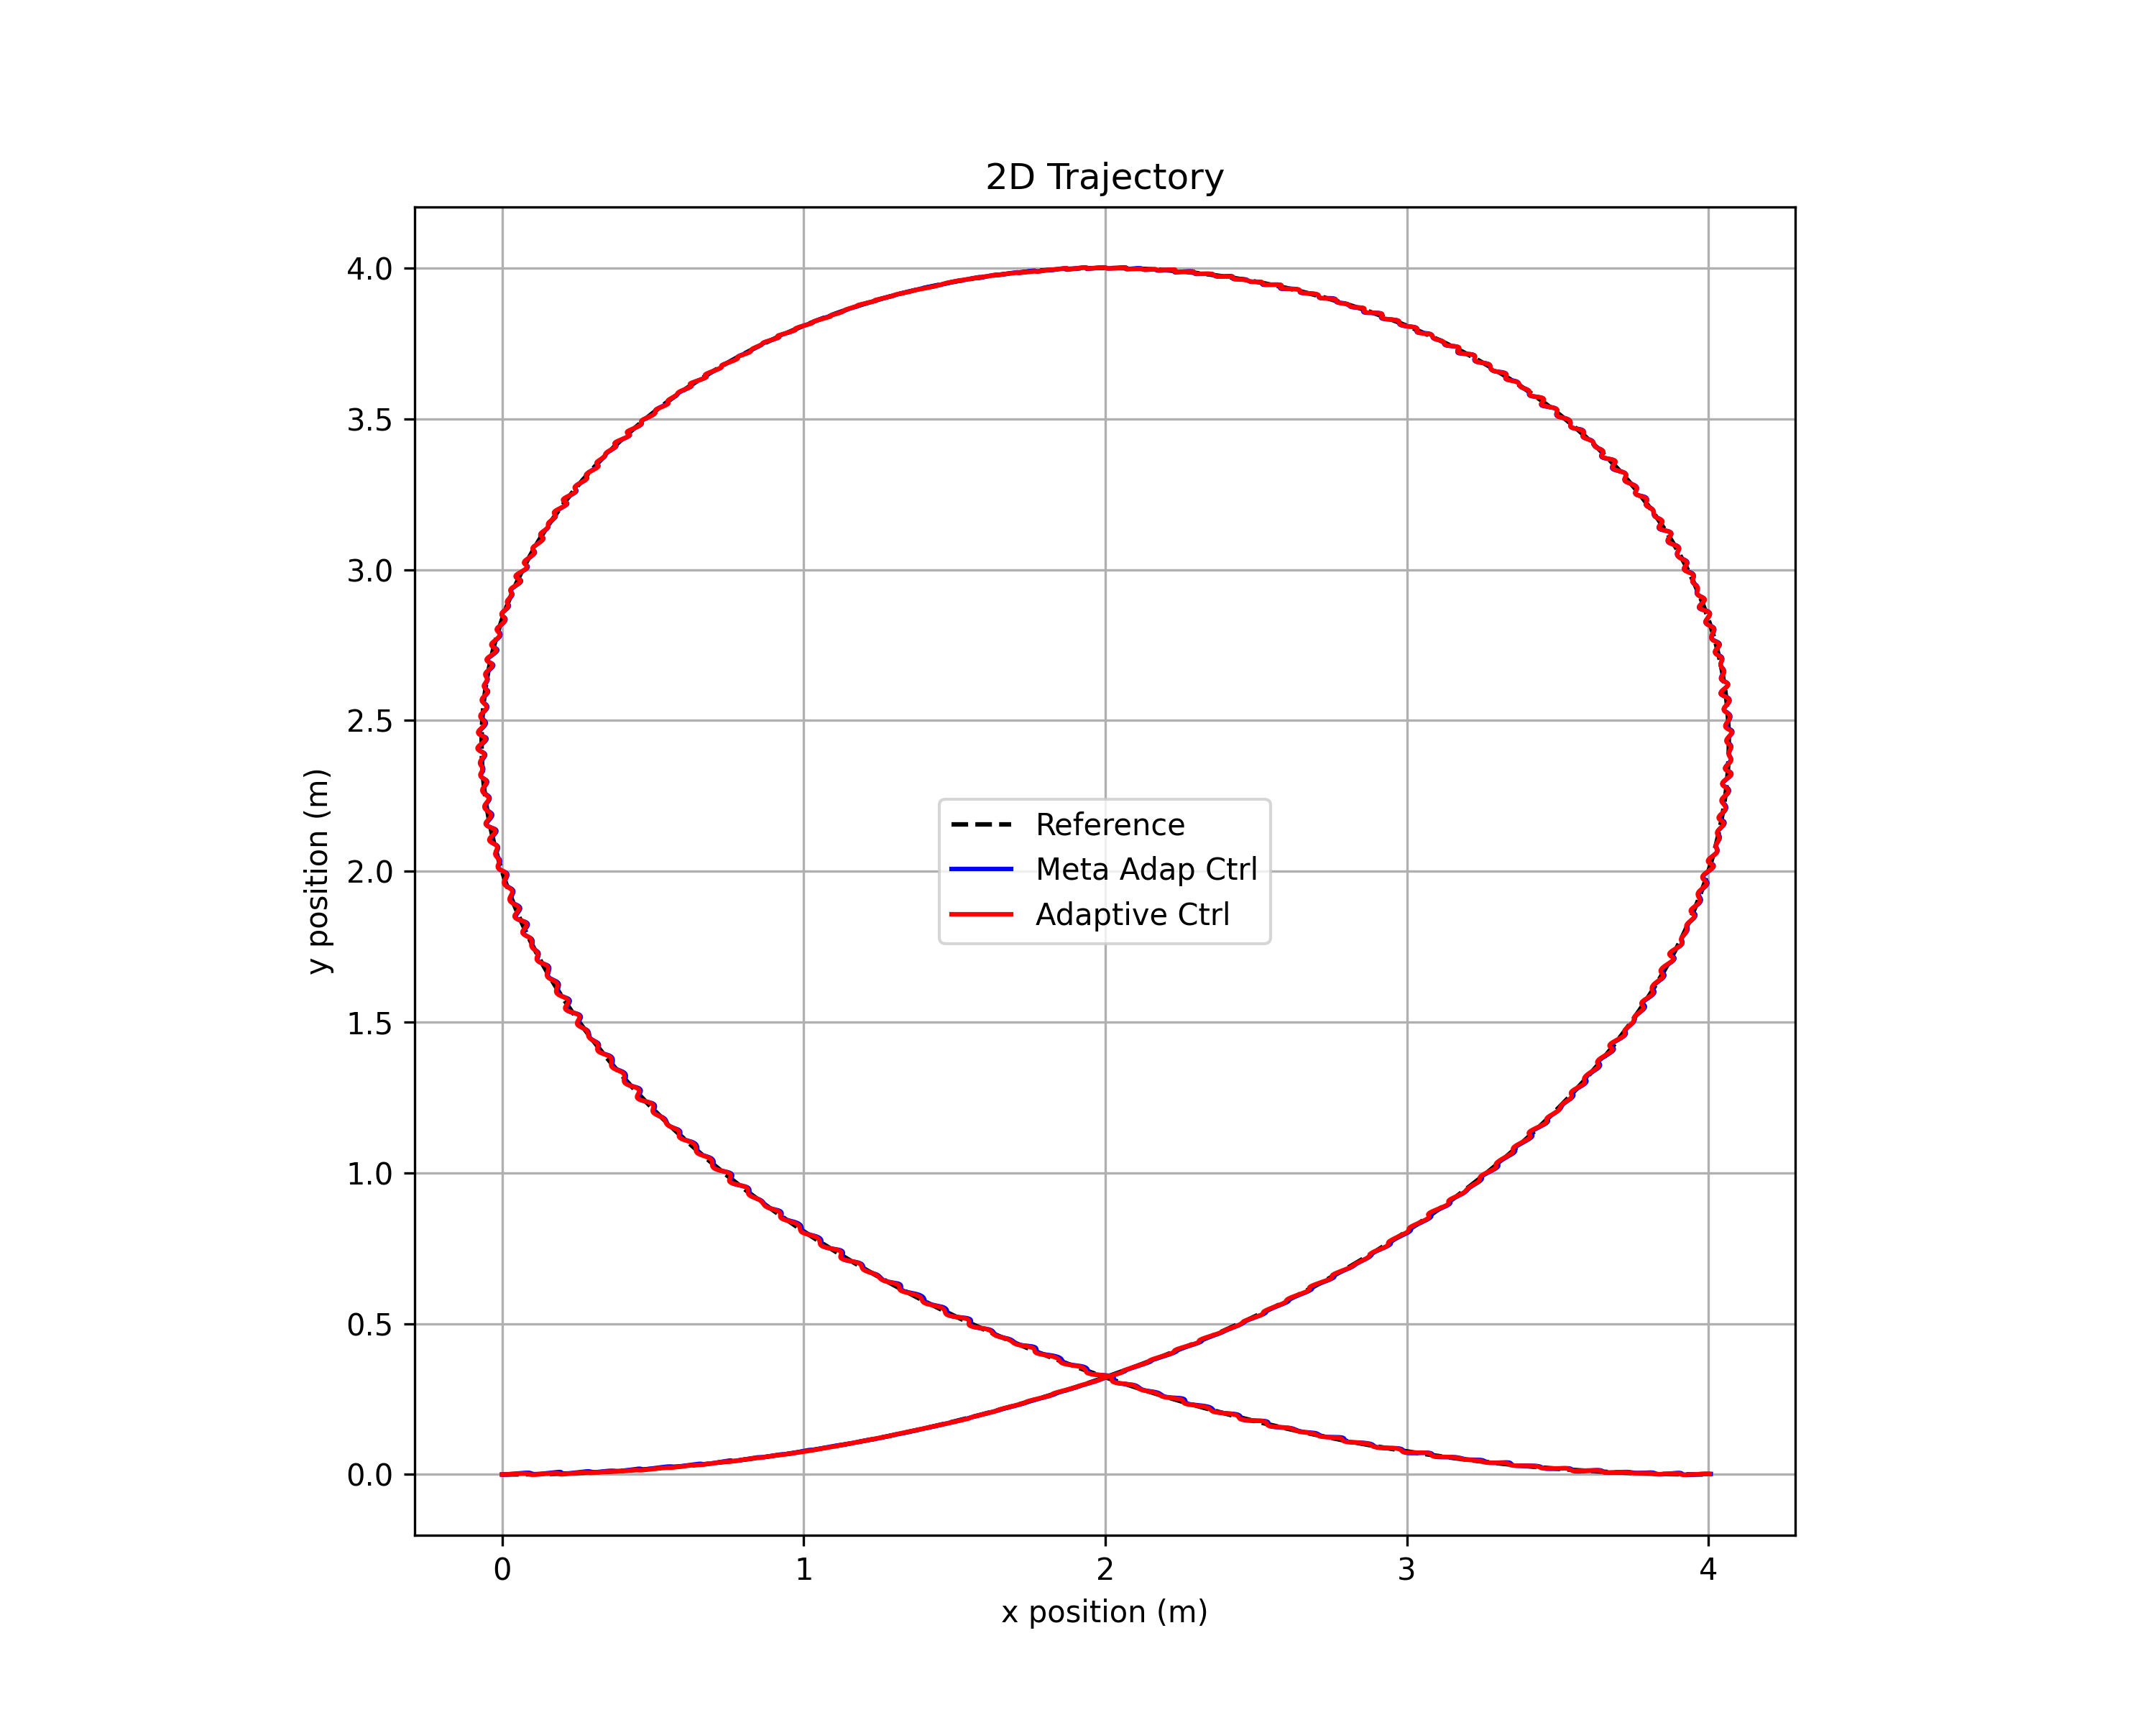 2D Trajectory
4.0
3.5
3.0
2.5
2.0
1.5
1.0
0.5
0.0
y position (m)
Reference
Meta Adap Ctrl
Adaptive Ctrl
0 1 2 3 4
x position (m)